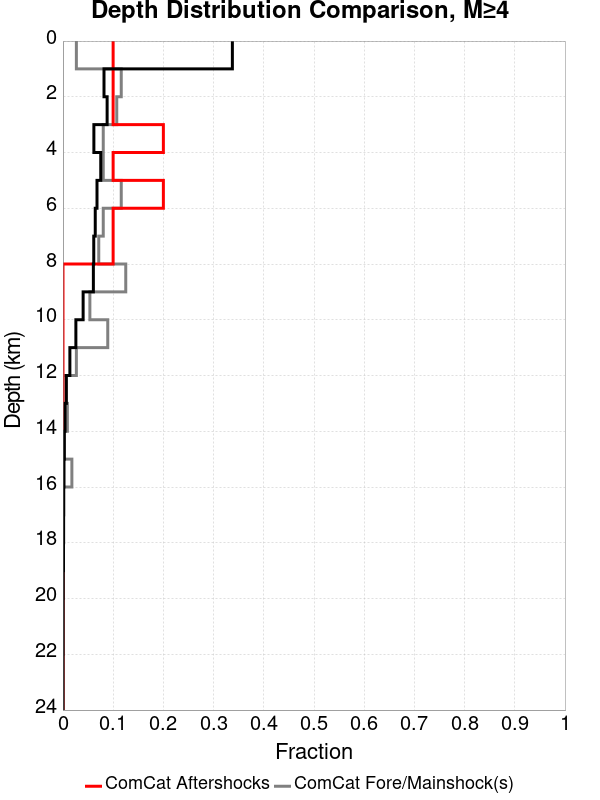 Depth Distribution Comparison, M≥4
0
2
4
6
8
10
12
14
16
18
20
22
24
Depth (km)
0 0.1 0.2 0.3 0.4 0.5 0.6 0.7 0.8 0.9 1
Fraction
ComCat Aftershocks ComCat Fore/Mainshock(s)